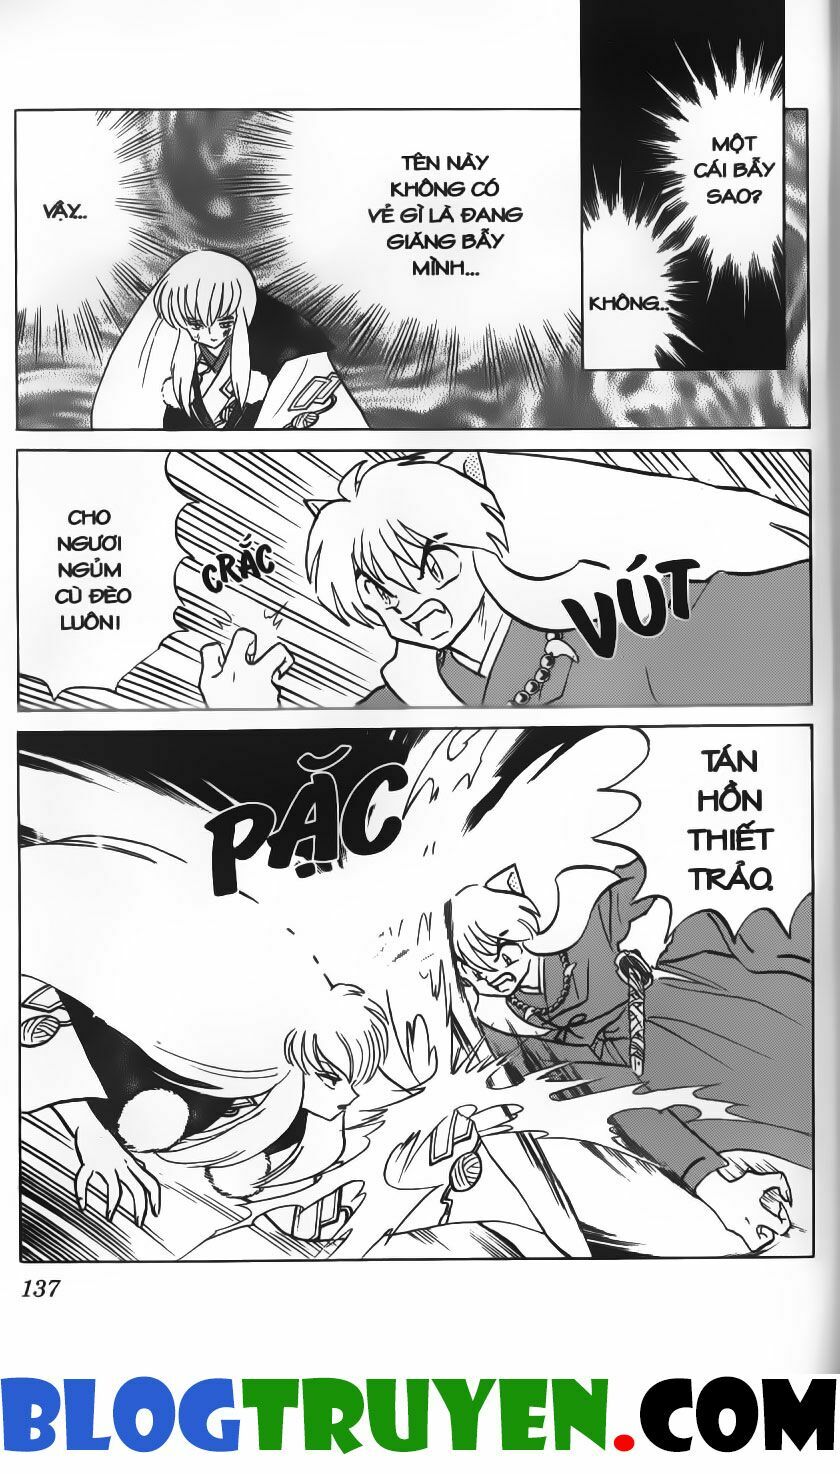 MỘT
CÁI BẪY
SAO?
KHÔNG...
TÊN NÀY
KHÔNG CÓ
VẺ GÌ LÀ ĐANG
GIĂNG BẪY
MÌNH...
VẬY...
CHO
NGƯƠI
NGỦM
CÙ ĐÈO
LUÔN!
CRẮC
VÚT
TÁN
HỒN
THIẾT
TRẢO.
PẶC
137
BLOGTRUYEN.COM